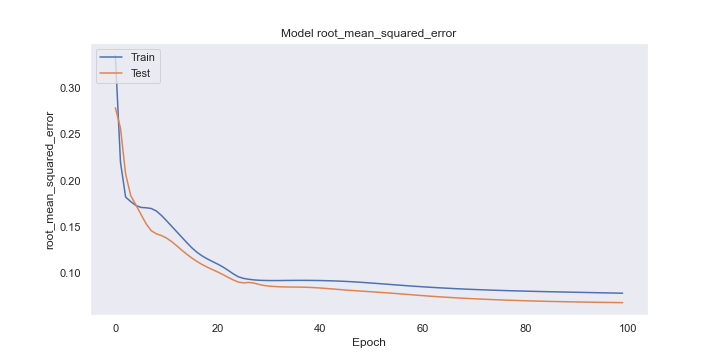 Model root_mean_squared_error
Train
Test
root_mean_squared_error
0.30
0.25
0.20
0.15
0.10
0
20
40
60
80
100
Epoch